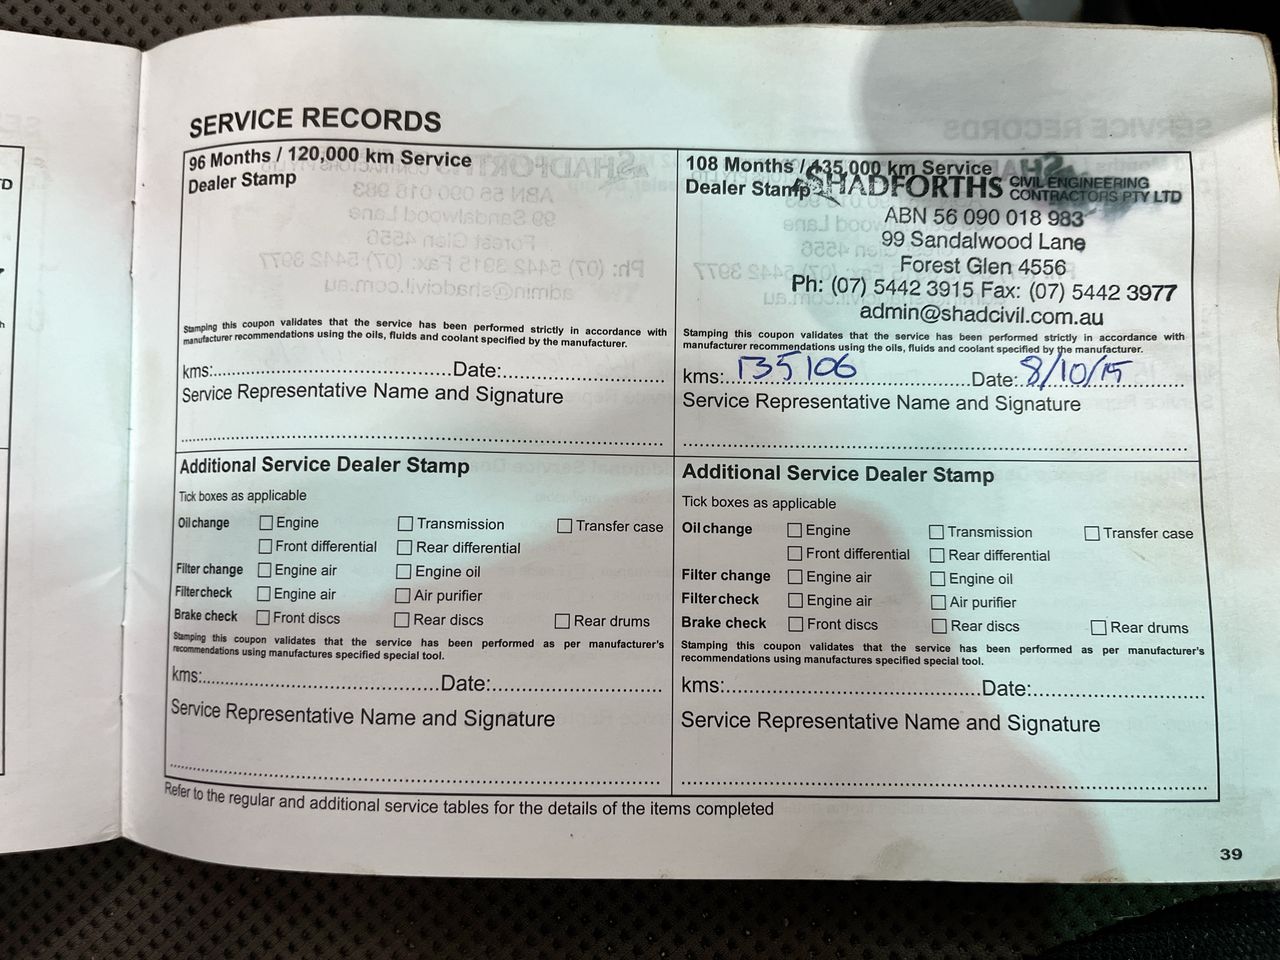 SERVICE RECORDS
96 Months / 120,000 km Service
Dealer Stamp
Stamping this coupon validates that the service has been performed strictly in accordance with
manufacturer recommendations using the oils, fluids and coolant specified by the manufacturer.
kms:..........Date:..........
Service Representative Name and Signature
Additional Service Dealer Stamp
Tick boxes as applicable
Oil change Engine Transmission Transfer case
Front differential Rear differential
Filter change Engine air Engine oil
Filter check Engine air Air purifier
Brake check Front discs Rear discs Rear drums
Stamping this coupon validates that the service has been performed as per manufacturer's
recommendations using manufactures specified special tool.
kms:..........Date:..........
Service Representative Name and Signature
108 Months / 135,000 km Service
Dealer Stamp
SHADFORTHS CIVIL ENGINEERING
CONTRACTORS PTY LTD
ABN 56 090 018 983
99 Sandalwood Lane
Forest Glen 4556
Ph: (07) 5442 3915 Fax: (07) 5442 3977
admin@shadcivil.com.au
Stamping this coupon validates that the service has been performed strictly in accordance with
manufacturer recommendations using the oils, fluids and coolant specified by the manufacturer.
kms: 135106 Date: 8/10/15
Service Representative Name and Signature
Additional Service Dealer Stamp
Tick boxes as applicable
Oil change Engine Transmission Transfer case
Front differential Rear differential
Filter change Engine air Engine oil
Filter check Engine air Air purifier
Brake check Front discs Rear discs Rear drums
Stamping this coupon validates that the service has been performed as per manufacturer's
recommendations using manufactures specified special tool.
kms:..........Date:..........
Service Representative Name and Signature
Refer to the regular and additional service tables for the details of the items completed
39